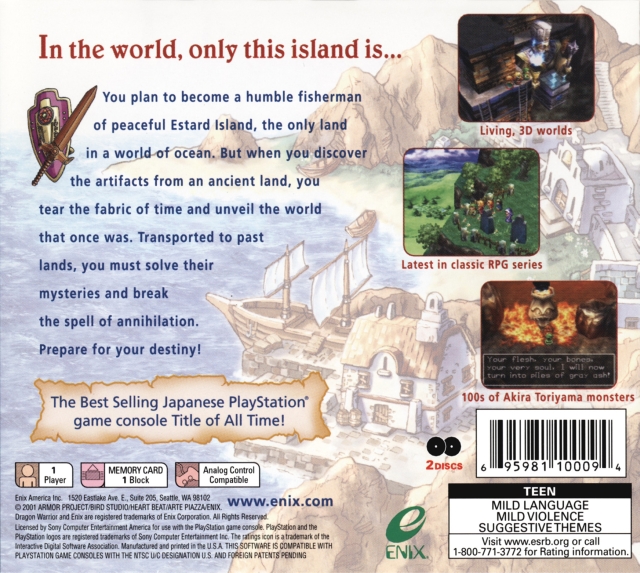 In the world, only this island is...
You plan to become a humble fisherman
of peaceful Estard Island, the only land
in a world of ocean. But when you discover
the artifacts from an ancient land, you
tear the fabric of time and unveil the world
that once was. Transported to past
lands, you must solve their
mysteries and break
the spell of annihilation.
Prepare for your destiny!
The Best Selling Japanese PlayStation®
game console Title of All Time!
Living, 3D worlds
Latest in classic RPG series
Your flesh, your bones,
your very soul. I will now
turn into piles of gray ash!
100s of Akira Toriyama monsters
2 DISCS
6 95981 10009 4
1
Player
MEMORY CARD
1 Block
Analog Control
Compatible
Enix America Inc. 1520 Eastlake Ave. E., Suite 205, Seattle, WA 98102
© 2001 ARMOR PROJECT/BIRD STUDIO/HEART BEAT/ARTE PIAZZA/ENIX.
www.enix.com
Dragon Warrior and Enix are registered trademarks of Enix Corporation. All Rights Reserved.
Licensed by Sony Computer Entertainment America for use with the PlayStation game console. PlayStation and the
PlayStation logos are registered trademarks of Sony Computer Entertainment Inc. The ratings icon is a trademark of the
Interactive Digital Software Association. Manufactured and printed in the U.S.A. THIS SOFTWARE IS COMPATIBLE WITH
PLAYSTATION GAME CONSOLES WITH THE NTSC U/C DESIGNATION U.S. AND FOREIGN PATENTS PENDING
ENIX.
TEEN
MILD LANGUAGE
MILD VIOLENCE
SUGGESTIVE THEMES
Visit www.esrb.org or call
1-800-771-3772 for Rating information.